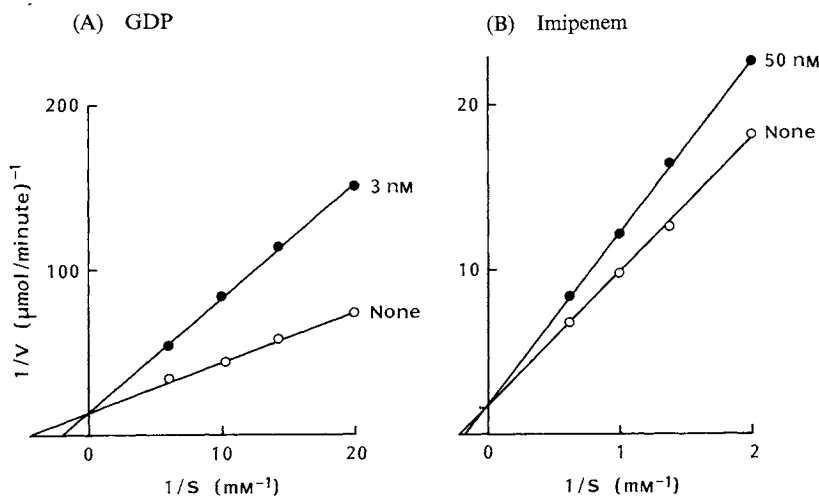 (A) GDP
200
100
1/V (μmol/minute)⁻¹
3 nM
None
0
10
20
1/S (mM⁻¹)
(B) Imipenem
20
10
50 nM
None
0
1
2
1/S (mM⁻¹)